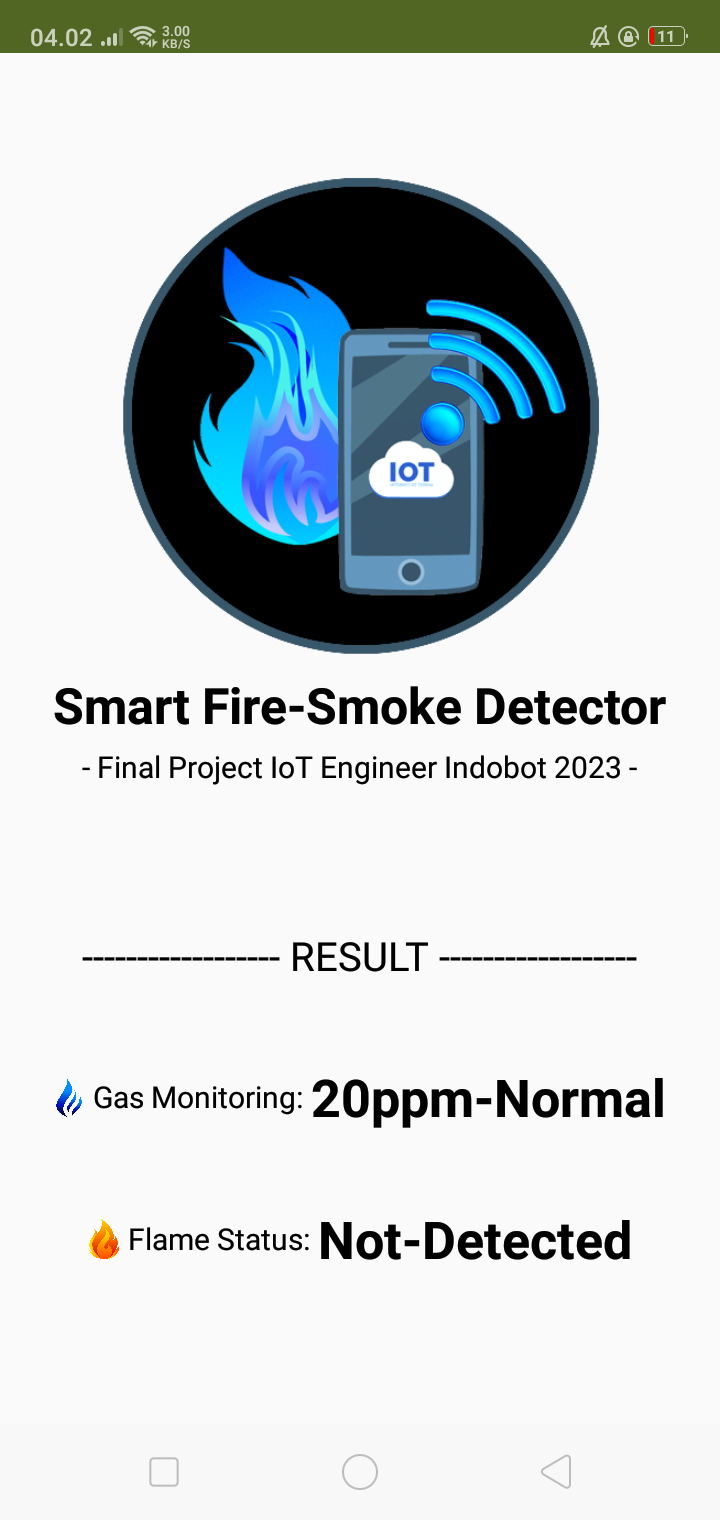 04.02 3.00 KB/S 11
IOT
Smart Fire-Smoke Detector
- Final Project IoT Engineer Indobot 2023 -
------------------ RESULT ------------------
Gas Monitoring: 20ppm-Normal
Flame Status: Not-Detected